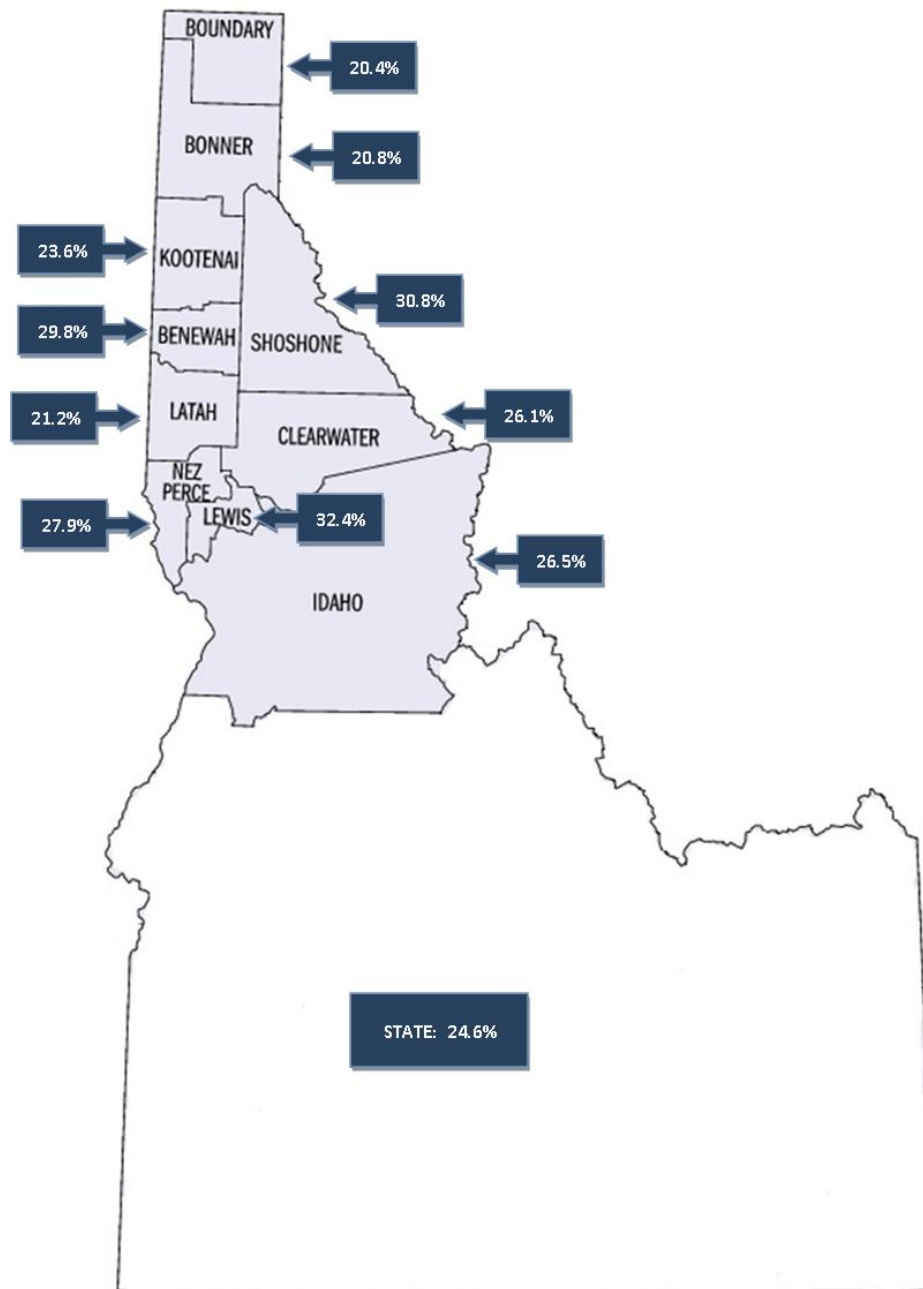 BOUNDARY
20.4%
BONNER
20.8%
23.6%
KOOTENAI
30.8%
29.8%
BENEWAH
SHOSHONE
21.2%
LATAH
26.1%
CLEARWATER
NEZ
PERCE
27.9%
LEWIS
32.4%
26.5%
IDAHO
STATE: 24.6%